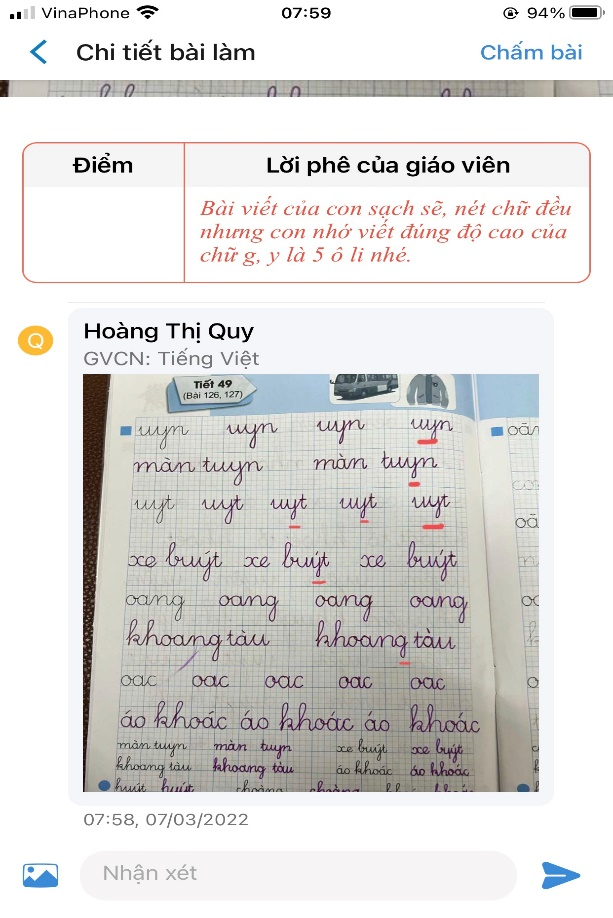 VinaPhone 07:59 94%
Chi tiết bài làm Chấm bài
Điểm Lời phê của giáo viên
Bài viết của con sạch sẽ, nét chữ đều
nhưng con nhớ viết đúng độ cao của
chữ g, y là 5 ô li nhé.
Q
Hoàng Thị Quy
GVCN: Tiếng Việt
Tiết 49
(Bài 126, 127)
uyn uyn uyn uyn
màn tuyn màn tuyn
uyt uyt uyt uyt uyt
xe buýt xe buýt xe buýt
oang oang oang oang
khoang tàu khoang tàu
oac oac oac oac oac
áo khoác áo khoác áo khoác
màn tuyn màn tuyn xe buýt xe buýt
khoang tàu khoang tàu áo khoác áo khoác
huýt huýt
07:58, 07/03/2022
Nhận xét